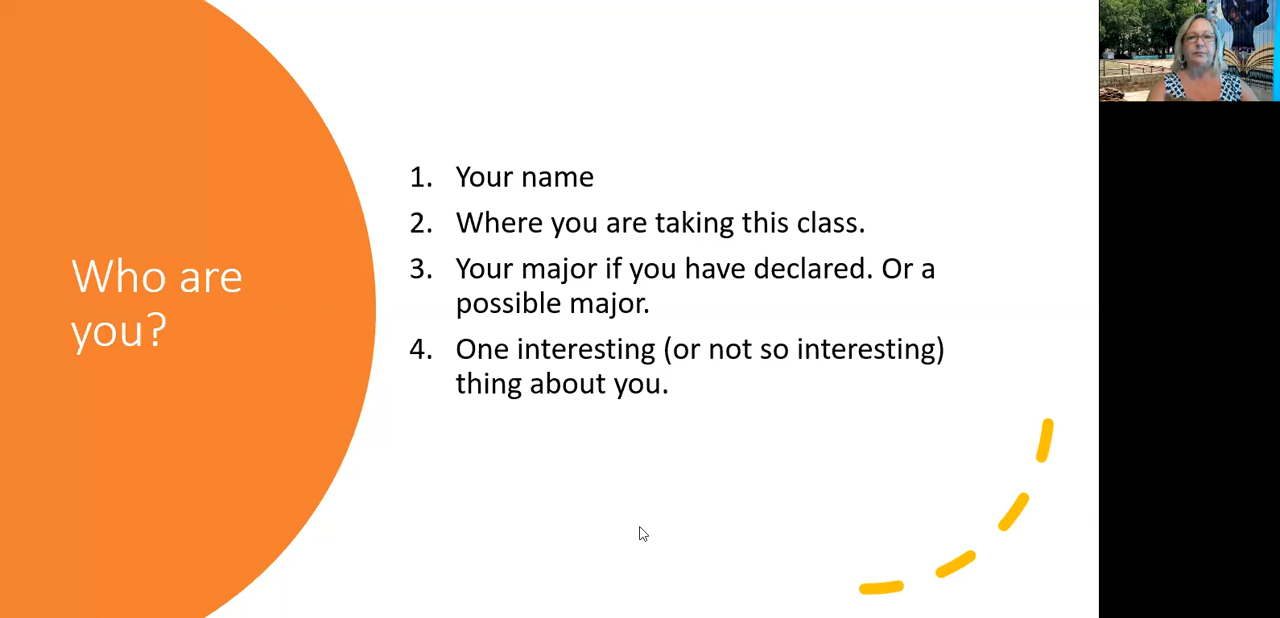 Who are
you?
1. Your name
2. Where you are taking this class.
3. Your major if you have declared. Or a
possible major.
4. One interesting (or not so interesting)
thing about you.